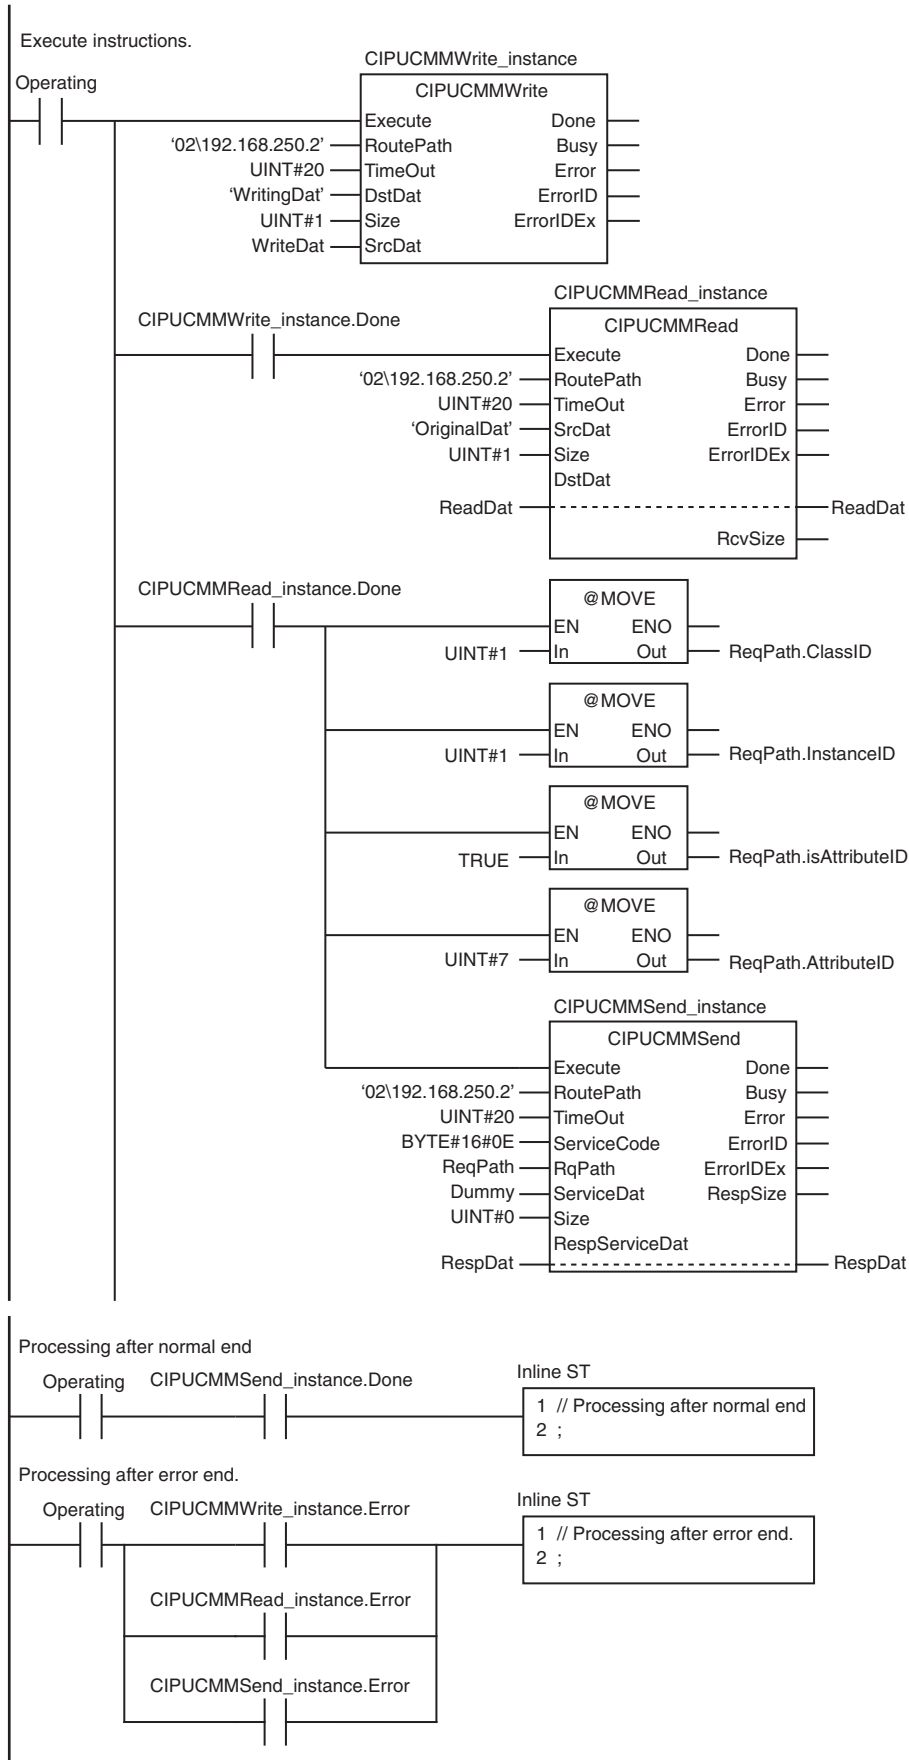 Execute instructions.
CIPUCMMWrite_instance
Operating
CIPUCMMWrite
Execute Done
'02\192.168.250.2' RoutePath Busy
UINT#20 TimeOut Error
'WritingDat' DstDat ErrorID
UINT#1 Size ErrorIDEx
WriteDat SrcDat
CIPUCMMRead_instance
CIPUCMMWrite_instance.Done
CIPUCMMRead
Execute Done
'02\192.168.250.2' RoutePath Busy
UINT#20 TimeOut Error
'OriginalDat' SrcDat ErrorID
UINT#1 Size ErrorIDEx
DstDat
ReadDat ReadDat
RcvSize
CIPUCMMRead_instance.Done
@MOVE
EN ENO
UINT#1 In Out ReqPath.ClassID
@MOVE
EN ENO
UINT#1 In Out ReqPath.InstanceID
@MOVE
EN ENO
TRUE In Out ReqPath.isAttributeID
@MOVE
EN ENO
UINT#7 In Out ReqPath.AttributeID
CIPUCMMSend_instance
CIPUCMMSend
Execute Done
'02\192.168.250.2' RoutePath Busy
UINT#20 TimeOut Error
BYTE#16#0E ServiceCode ErrorID
ReqPath RqPath ErrorIDEx
Dummy ServiceDat RespSize
UINT#0 Size
RespServiceDat
RespDat RespDat
Processing after normal end
Operating CIPUCMMSend_instance.Done Inline ST
1 // Processing after normal end
2 ;
Processing after error end.
Operating CIPUCMMWrite_instance.Error Inline ST
1 // Processing after error end.
2 ;
CIPUCMMRead_instance.Error
CIPUCMMSend_instance.Error